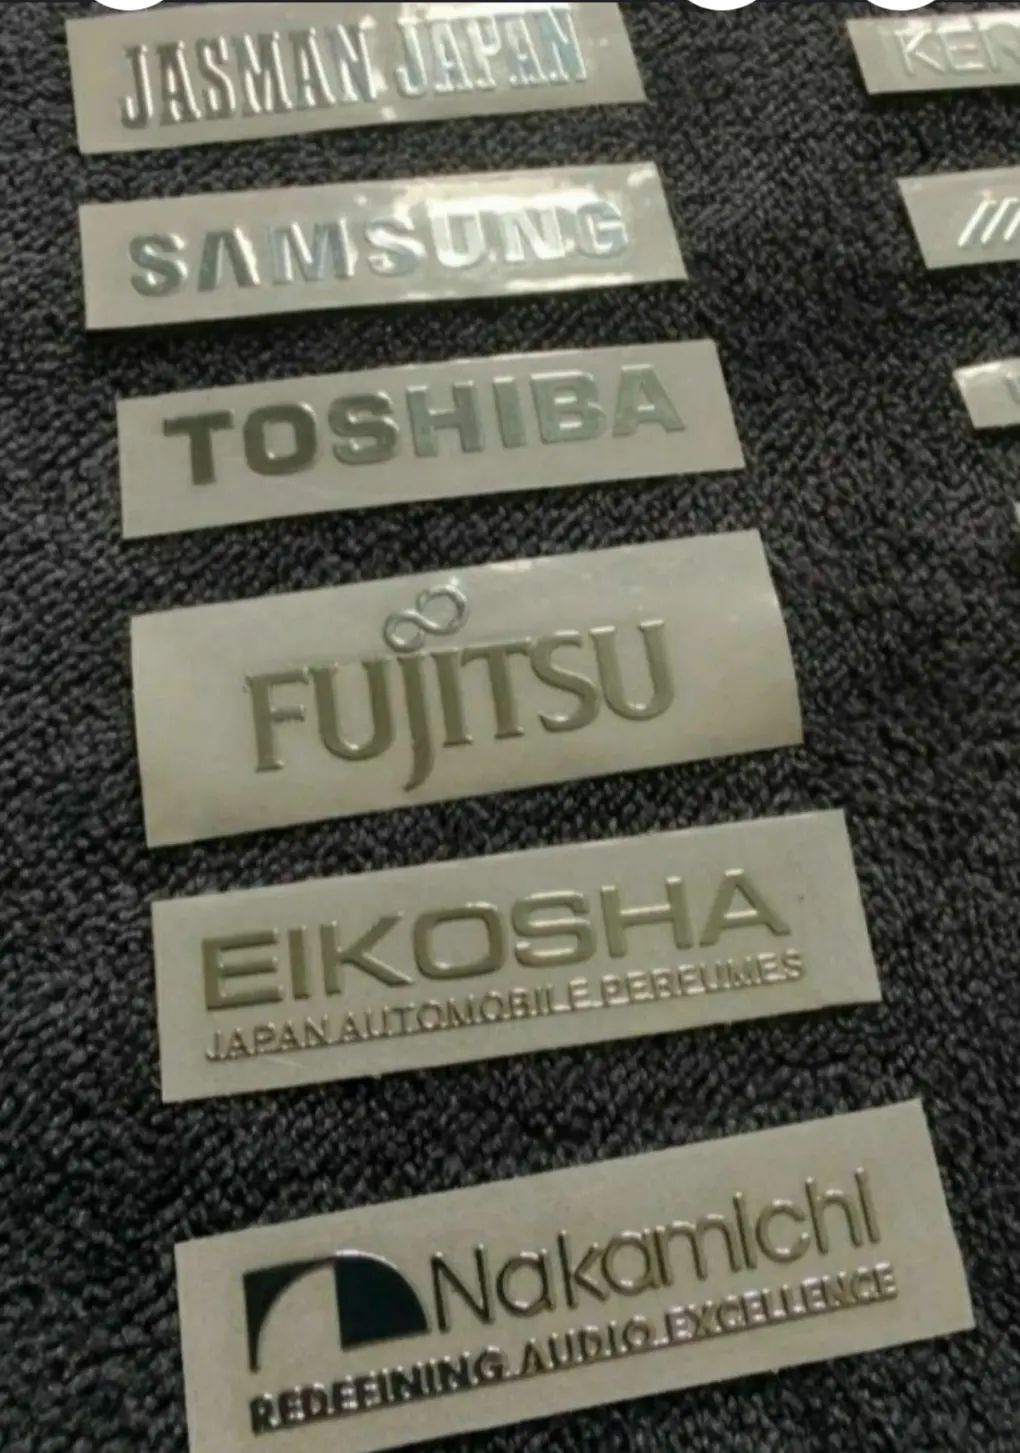 JASMAN JAPAN
SAMSUNG
TOSHIBA
FUJITSU
EIKOSHA
JAPAN AUTOMOBILE PERFUMES
Nakamichi
REDEFINING AUDIO EXCELLENCE